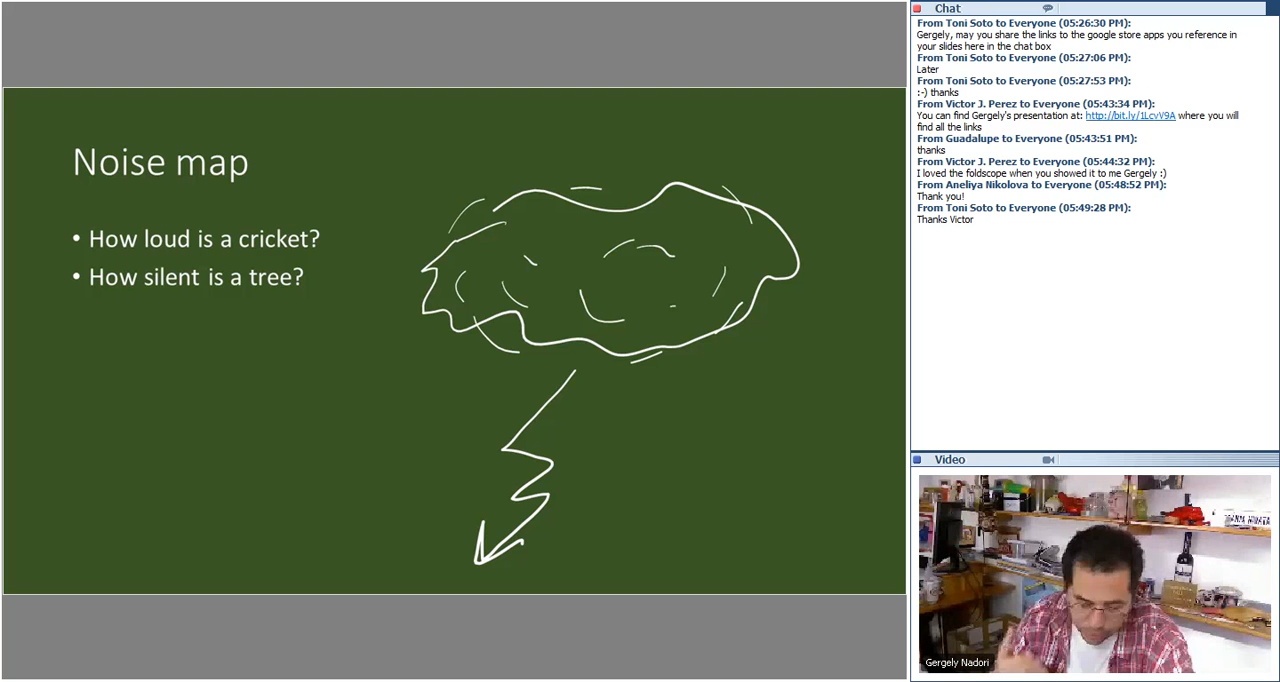 Noise map
• How loud is a cricket?
• How silent is a tree?
Chat
From Toni Soto to Everyone (05:26:30 PM):
Gergely, may you share the links to the google store apps you reference in
your slides here in the chat box
From Toni Soto to Everyone (05:27:06 PM):
Later
From Toni Soto to Everyone (05:27:53 PM):
:-) thanks
From Victor J. Perez to Everyone (05:43:34 PM):
You can find Gergely's presentation at: http://bit.ly/1LcvV9A where you will
find all the links
From Guadalupe to Everyone (05:43:51 PM):
thanks
From Victor J. Perez to Everyone (05:44:32 PM):
I loved the foldscope when you showed it to me Gergely :)
From Aneliya Nikolova to Everyone (05:48:52 PM):
Thank you!
From Toni Soto to Everyone (05:49:28 PM):
Thanks Victor
Video
Gergely Nadori